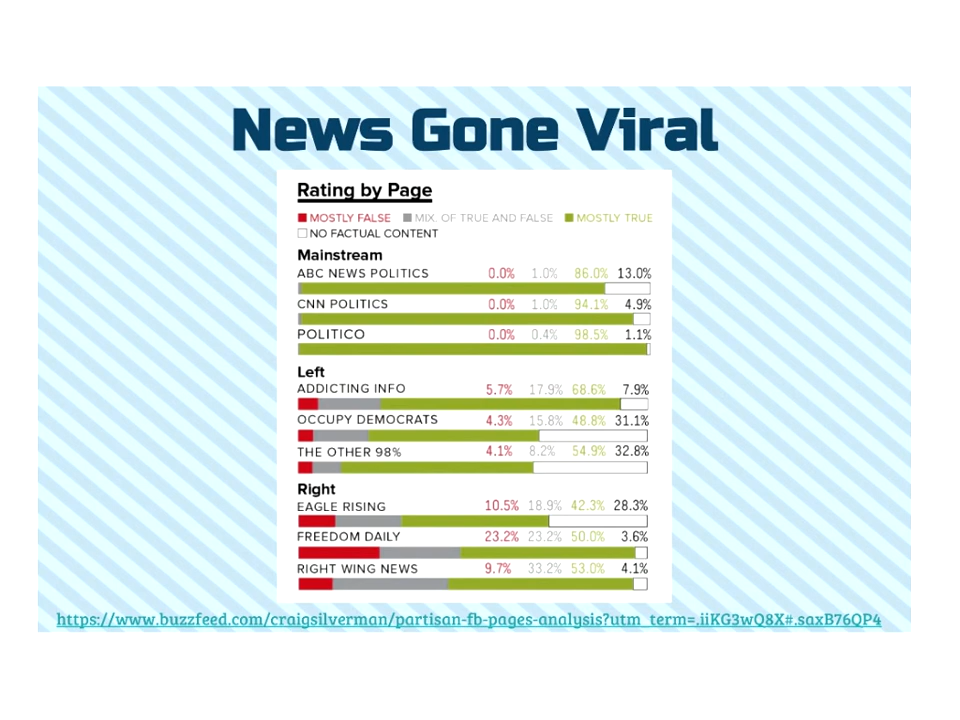 News Gone Viral
Rating by Page
MOSTLY FALSE MIX. OF TRUE AND FALSE MOSTLY TRUE
NO FACTUAL CONTENT
Mainstream
ABC NEWS POLITICS 0.0% 1.0% 86.0% 13.0%
CNN POLITICS 0.0% 1.0% 94.1% 4.9%
POLITICO 0.0% 0.4% 98.5% 1.1%
Left
ADDICTING INFO 5.7% 17.9% 68.6% 7.9%
OCCUPY DEMOCRATS 4.3% 15.8% 48.8% 31.1%
THE OTHER 98% 4.1% 8.2% 54.9% 32.8%
Right
EAGLE RISING 10.5% 18.9% 42.3% 28.3%
FREEDOM DAILY 23.2% 23.2% 50.0% 3.6%
RIGHT WING NEWS 9.7% 33.2% 53.0% 4.1%
https://www.buzzfeed.com/craigsilverman/partisan-fb-pages-analysis?utm_term=.iiKG3wQ8X#.saxB76QP4